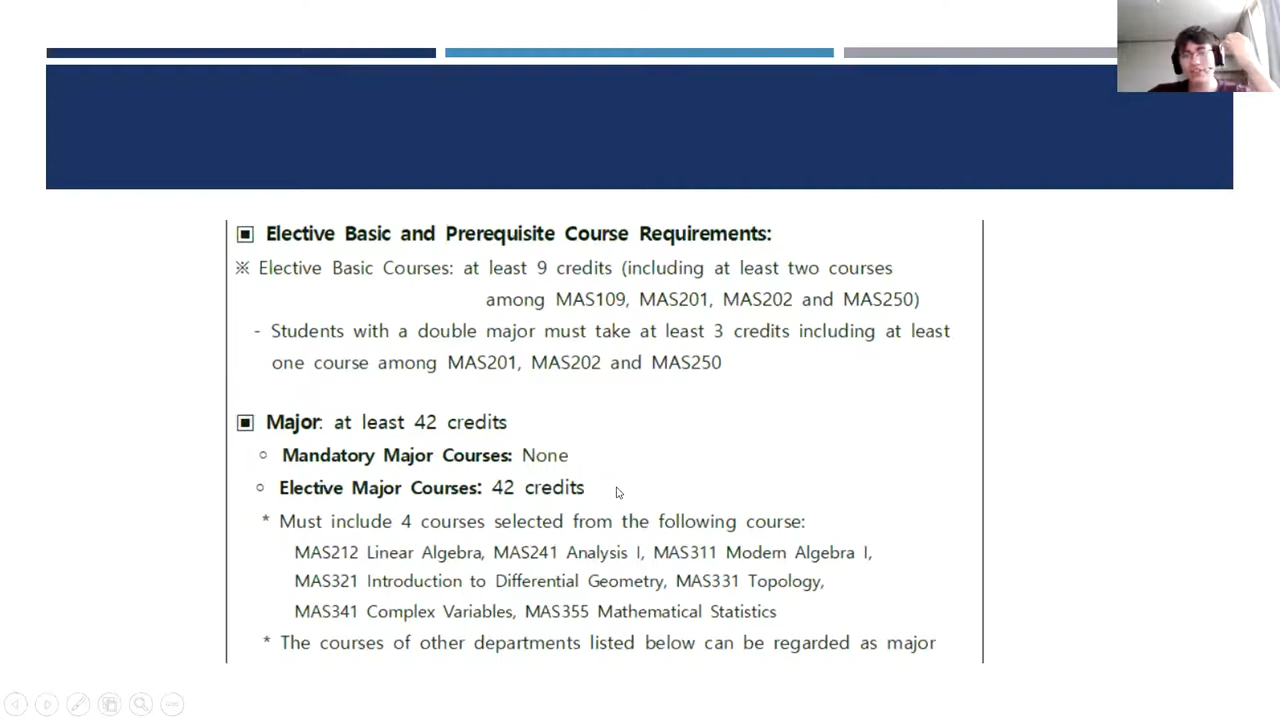 ▣ Elective Basic and Prerequisite Course Requirements:
※ Elective Basic Courses: at least 9 credits (including at least two courses
among MAS109, MAS201, MAS202 and MAS250)
- Students with a double major must take at least 3 credits including at least
one course among MAS201, MAS202 and MAS250
▣ Major: at least 42 credits
○ Mandatory Major Courses: None
○ Elective Major Courses: 42 credits
* Must include 4 courses selected from the following course:
MAS212 Linear Algebra, MAS241 Analysis I, MAS311 Modern Algebra I,
MAS321 Introduction to Differential Geometry, MAS331 Topology,
MAS341 Complex Variables, MAS355 Mathematical Statistics
* The courses of other departments listed below can be regarded as major